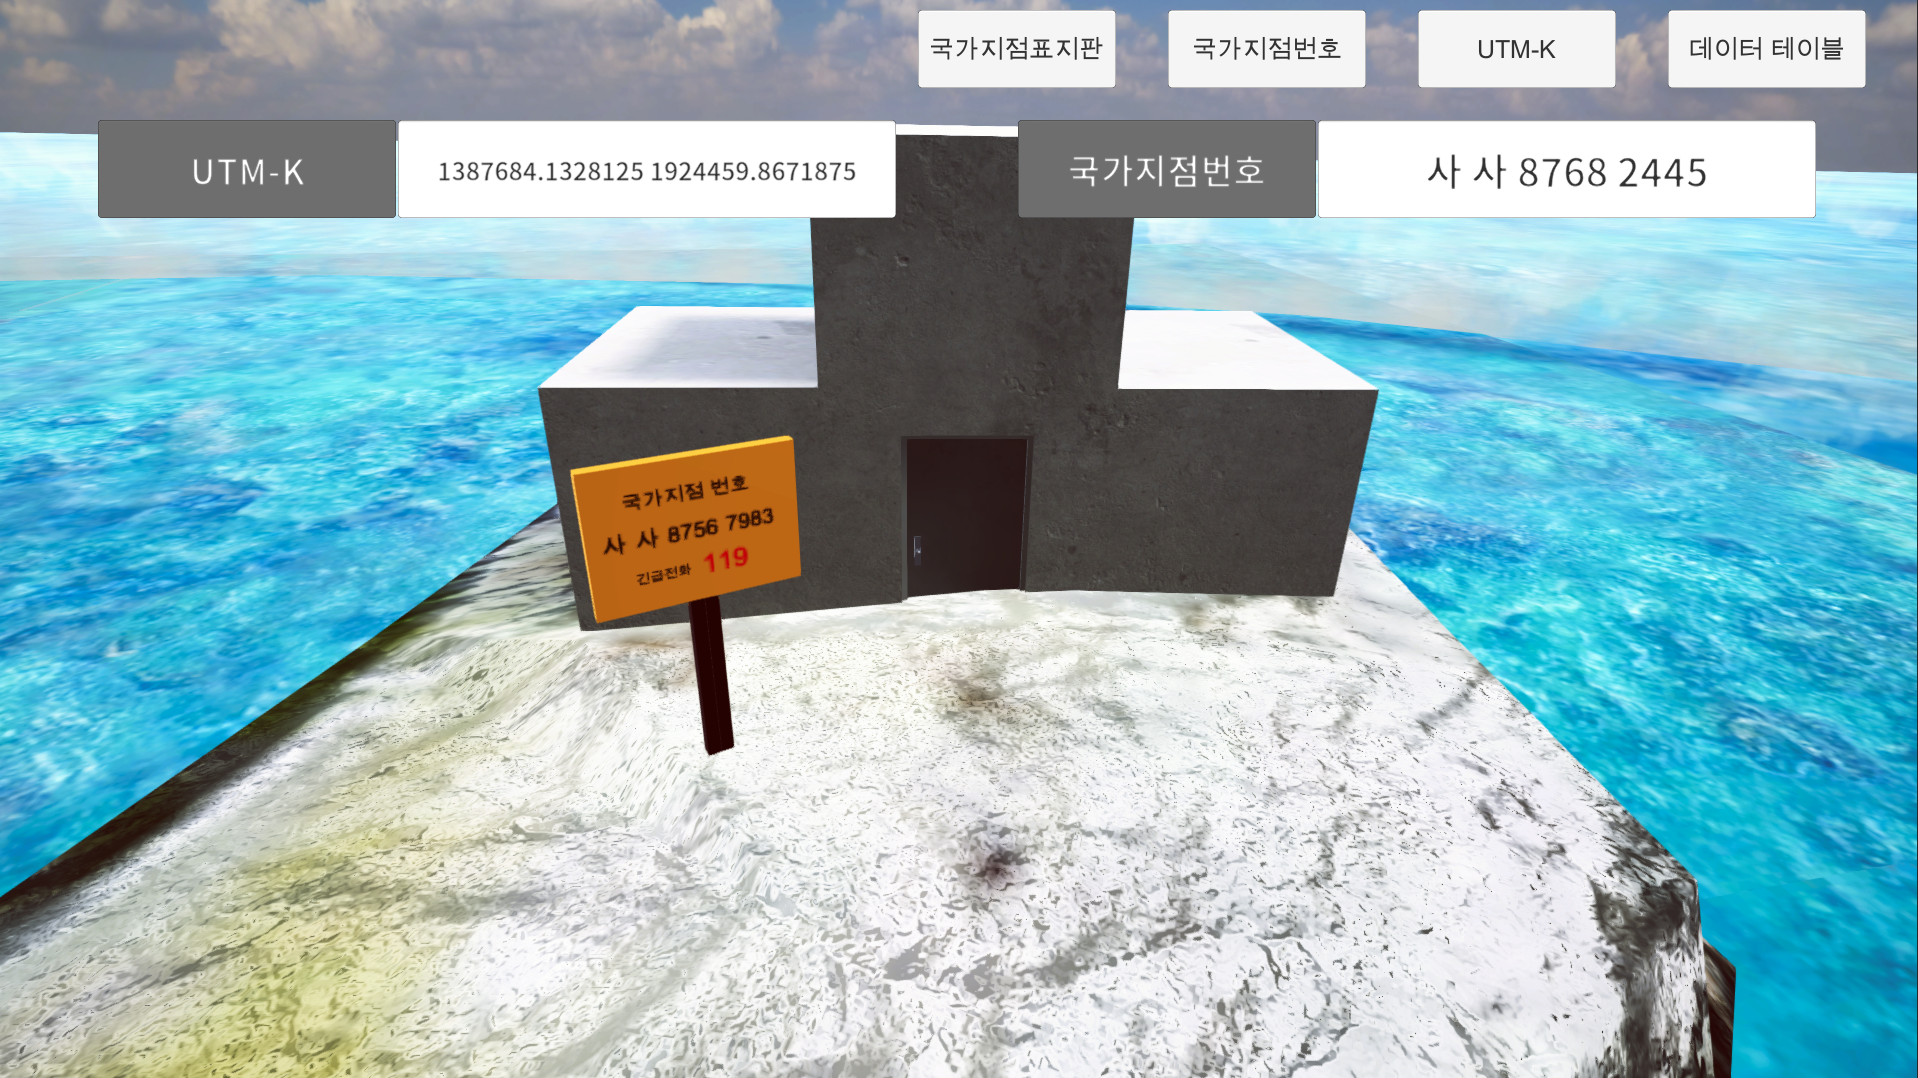 국가지점표지판
국가지점번호
UTM-K
데이터 테이블
UTM-K
1387684.1328125 1924459.8671875
국가지점번호
사 사 8768 2445
국가지점 번호
사 사 8756 7983
긴급전화 119